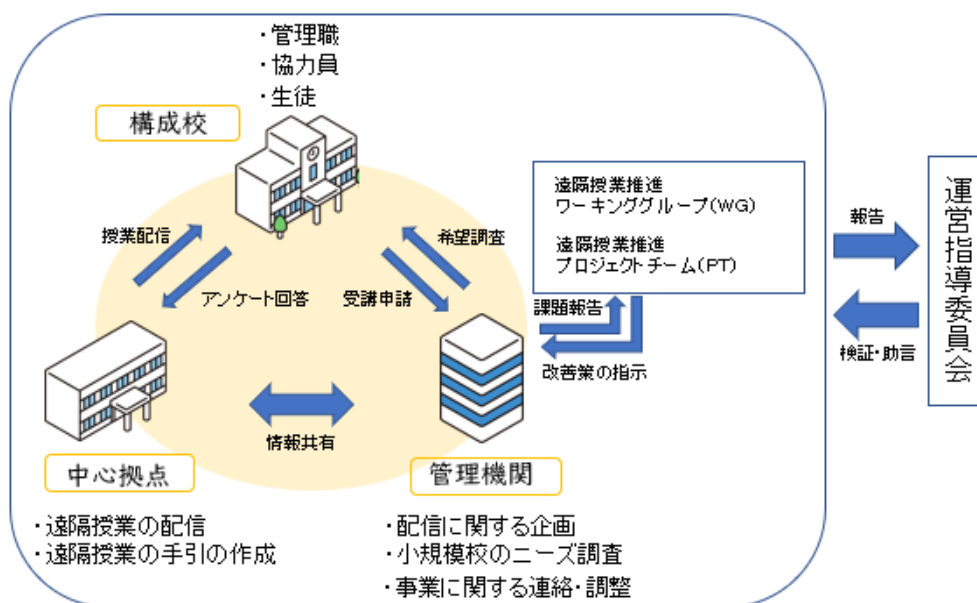 ・管理職
・協力員
・生徒
構成校
授業配信
アンケート回答
希望調査
受講申請
遠隔授業推進
ワーキンググループ(WG)
遠隔授業推進
プロジェクトチーム(PT)
課題報告
改善業の指示
報告
検証・助言
運営指導委員会
情報共有
中心拠点
・遠隔授業の配信
・遠隔授業の手引の作成
管理機関
・配信に関する企画
・小規模校のニーズ調査
・事業に関する連絡・調整